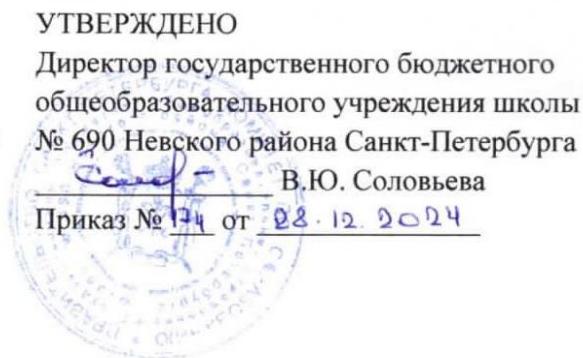 УТВЕРЖДЕНО
Директор государственного бюджетного
общеобразовательного учреждения школы
№ 690 Невского района Санкт-Петербурга
В.Ю. Соловьева
Приказ № 174 от 28.12.2024